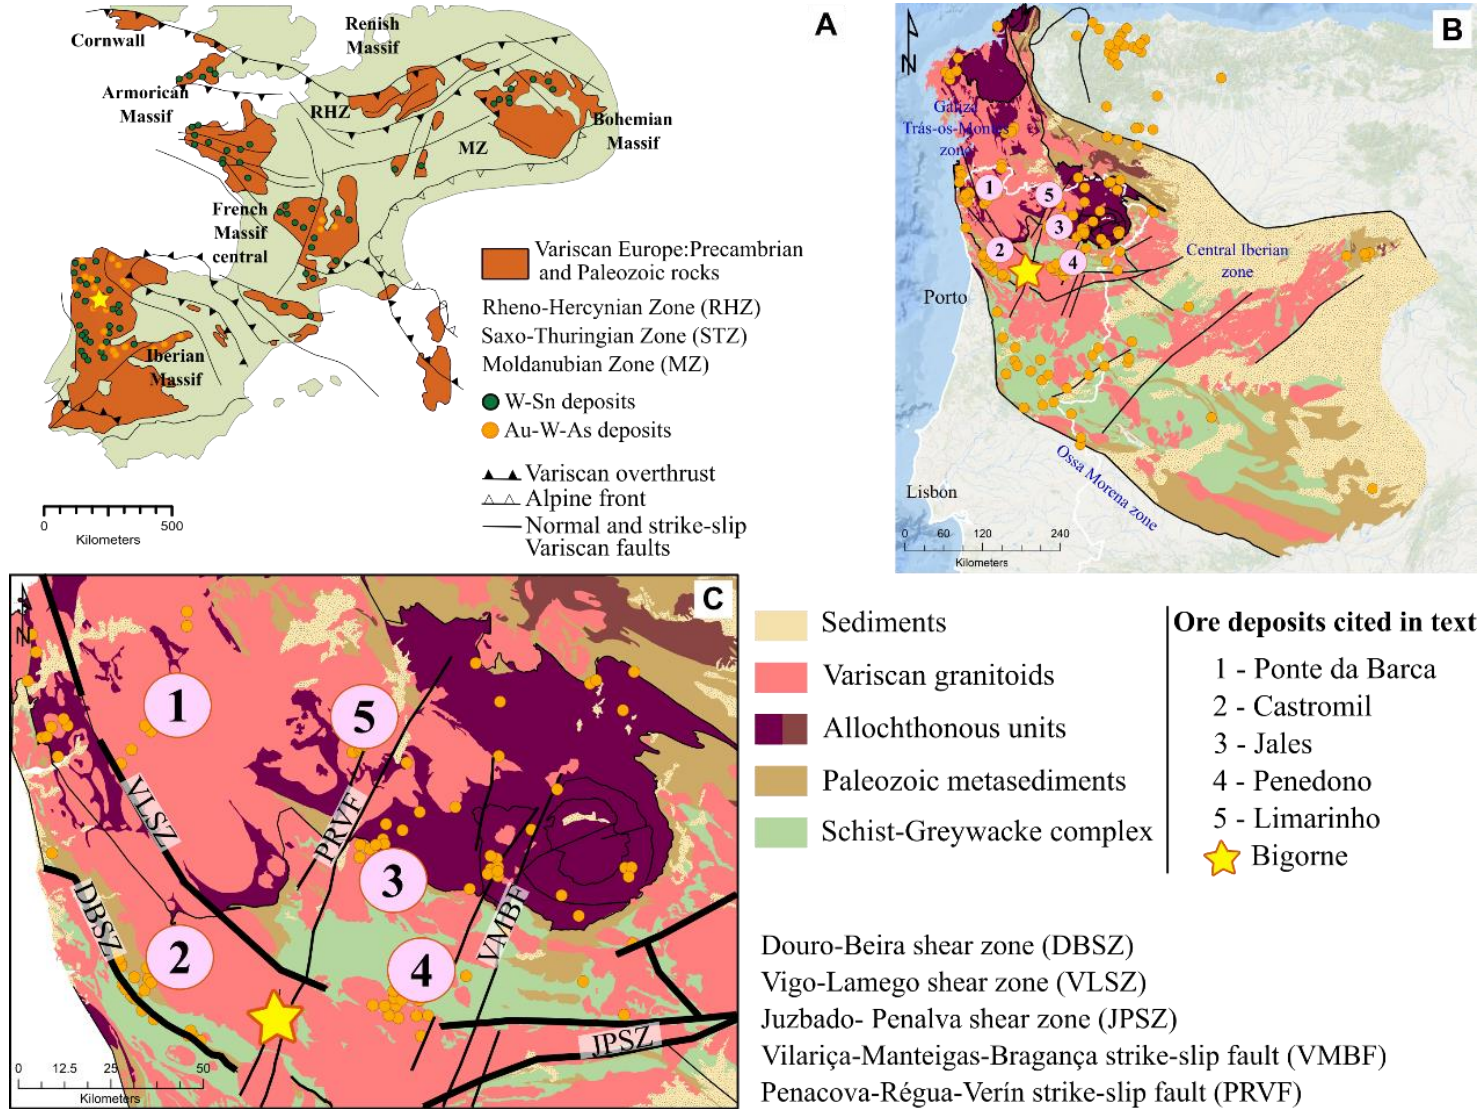 A
Cornwall
Renish
Massif
Armorican
Massif
RHZ
MZ
Bohemian
Massif
French
Massif
central
Iberian
Massif
Variscan Europe:Precambrian
and Paleozoic rocks
Rheno-Hercynian Zone (RHZ)
Saxo-Thuringian Zone (STZ)
Moldanubian Zone (MZ)
W-Sn deposits
Au-W-As deposits
Variscan overthrust
Alpine front
Normal and strike-slip
Variscan faults
0 500
Kilometers
B
N
Galiza
Trás-os-Montes
zone
1
5
3
2
4
Central Iberian
zone
Porto
Ossa Morena zone
Lisbon
0 60 120 240
Kilometers
C
N
1
5
VLSZ
PRVF
3
DBSZ
VMBF
2
4
JPSZ
0 12.5 25 50
Kilometers
Sediments
Variscan granitoids
Allochthonous units
Paleozoic metasediments
Schist-Greywacke complex
Ore deposits cited in text
1 - Ponte da Barca
2 - Castromil
3 - Jales
4 - Penedono
5 - Limarinho
Bigorne
Douro-Beira shear zone (DBSZ)
Vigo-Lamego shear zone (VLSZ)
Juzbado- Penalva shear zone (JPSZ)
Vilariça-Manteigas-Bragança strike-slip fault (VMBF)
Penacova-Régua-Verín strike-slip fault (PRVF)